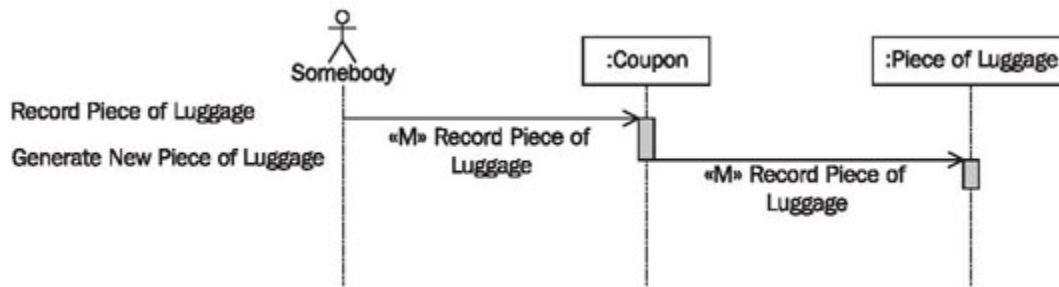 Somebody
:Coupon
:Piece of Luggage
Record Piece of Luggage
«M» Record Piece of
Luggage
Generate New Piece of Luggage
«M» Record Piece of
Luggage